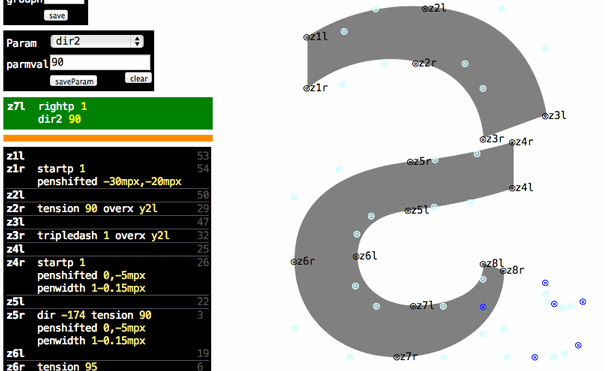 save
Param dir2
parmval 90
saveParam clear
z7l rightp 1
dir2 90
z1l 53
z1r startp 1 54
penshifted -30mpx,-20mpx
z2l 50
z2r tension 90 overx y2l 29
z3l 47
z3r tripledash 1 overx y2l 32
z4l 25
z4r startp 1 26
penshifted 0,-5mpx
penwidth 1-0.15mpx
z5l 22
z5r dir -174 tension 90 3
penshifted 0,-5mpx
penwidth 1-0.15mpx
z6l 19
z6r tension 95 6
z2l
z1l
z2r
z1r
z3l
z3r
z4r
z5r
z4l
z5l
z6l
z6r
z8l
z8r
z7l
z7r